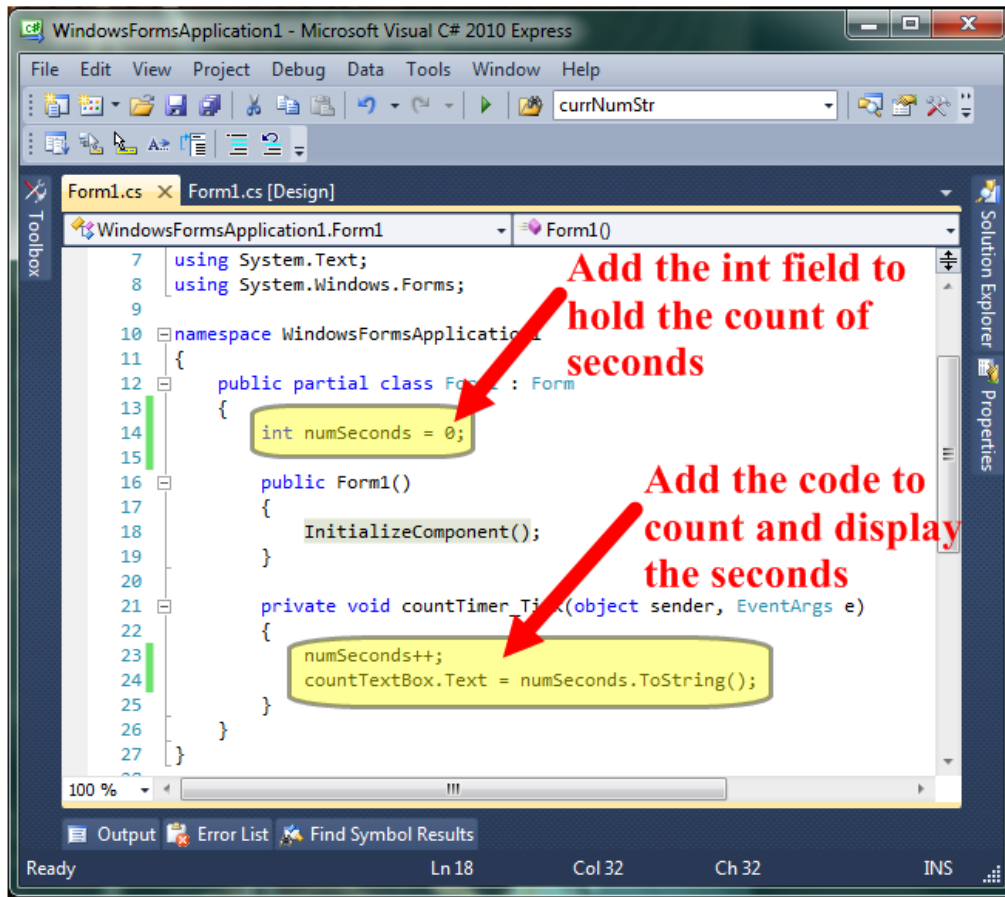 WindowsFormsApplication1 - Microsoft Visual C# 2010 Express
File Edit View Project Debug Data Tools Window Help
currNumStr
Form1.cs Form1.cs [Design]
Toolbox
Solution Explorer
Properties
WindowsFormsApplication1.Form1 Form1()
7 using System.Text;
8 using System.Windows.Forms;
9
10 namespace WindowsFormsApplication1
11 {
12 public partial class Form1 : Form
13 {
14 int numSeconds = 0;
15
16 public Form1()
17 {
18 InitializeComponent();
19 }
20
21 private void countTimer_Tick(object sender, EventArgs e)
22 {
23 numSeconds++;
24 countTextBox.Text = numSeconds.ToString();
25 }
26 }
27 }
Add the int field to
hold the count of
seconds
Add the code to
count and display
the seconds
100 %
Output Error List Find Symbol Results
Ready Ln 18 Col 32 Ch 32 INS